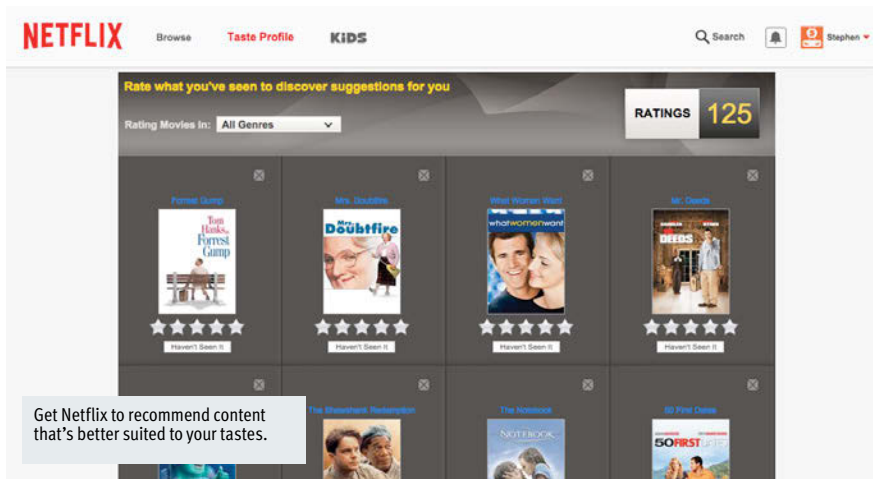 NETFLIX Browse Taste Profile KiDS Search Stephen
Rate what you've seen to discover suggestions for you
Rating Movies In: All Genres
RATINGS 125
Forrest Gump Mrs. Doubtfire What Women Want Mr. Deeds
Tom
Hanks.
Forrest
Gump
Mrs.
Doubtfire
whatwomenwant
DEEDS
Haven't Seen It Haven't Seen It Haven't Seen It Haven't Seen It
The Shawshank Redemption The Notebook 50 First Dates
NOTEBOOK
50 FIRST DATES
Get Netflix to recommend content
that's better suited to your tastes.